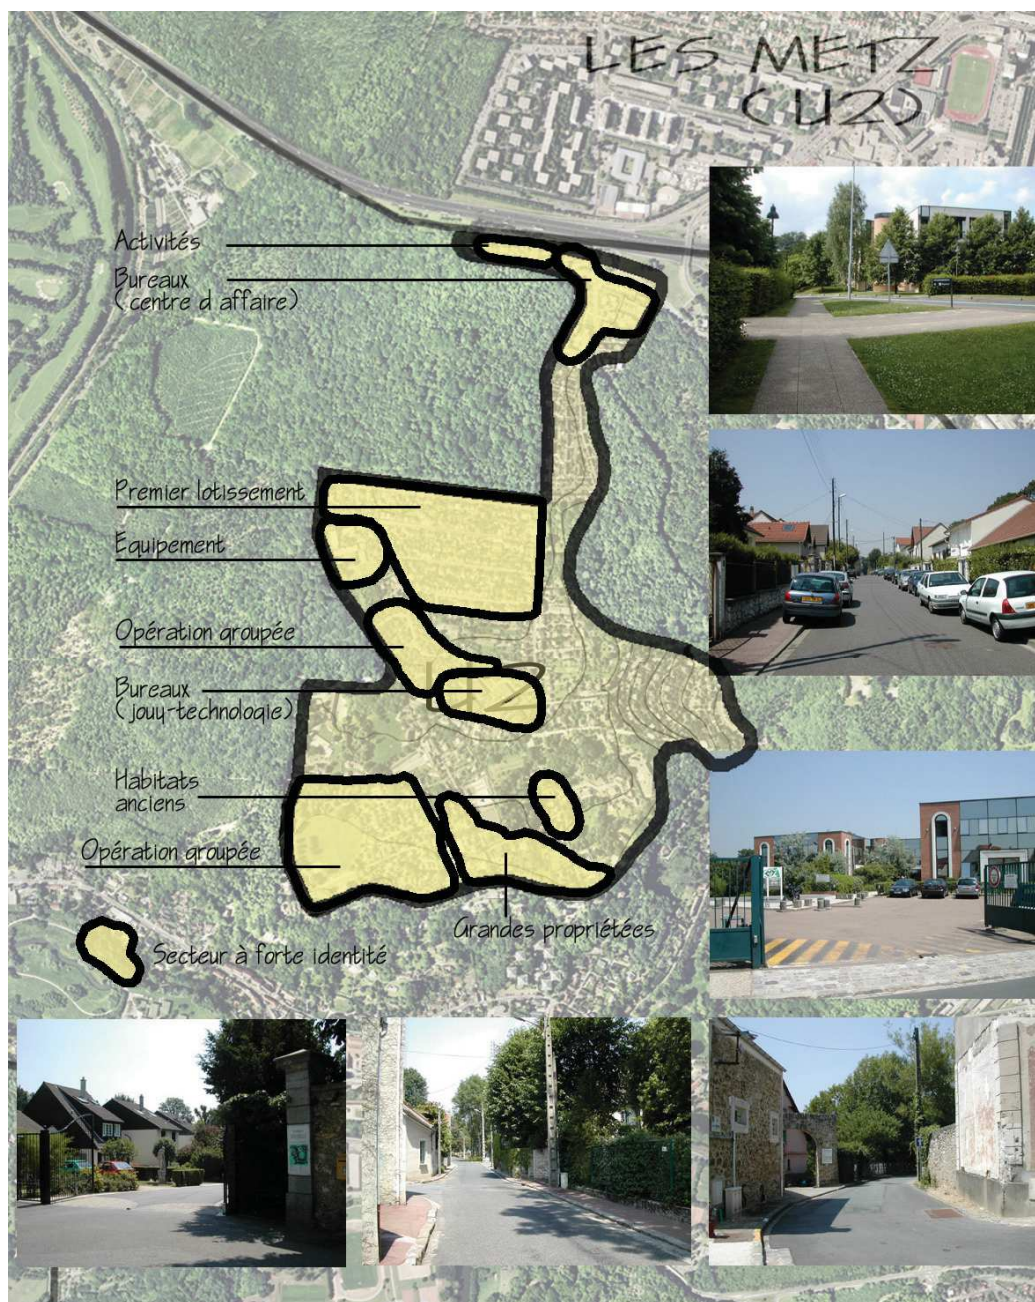 LES METZ
(U2)
Activités
Bureaux
(centre d affaire)
Premier lotissement
Equipement
Opération groupée
U2
Bureaux
(jouy-technologie)
Habitats
anciens
Opération groupée
Grandes propriétées
Secteur à forte identité